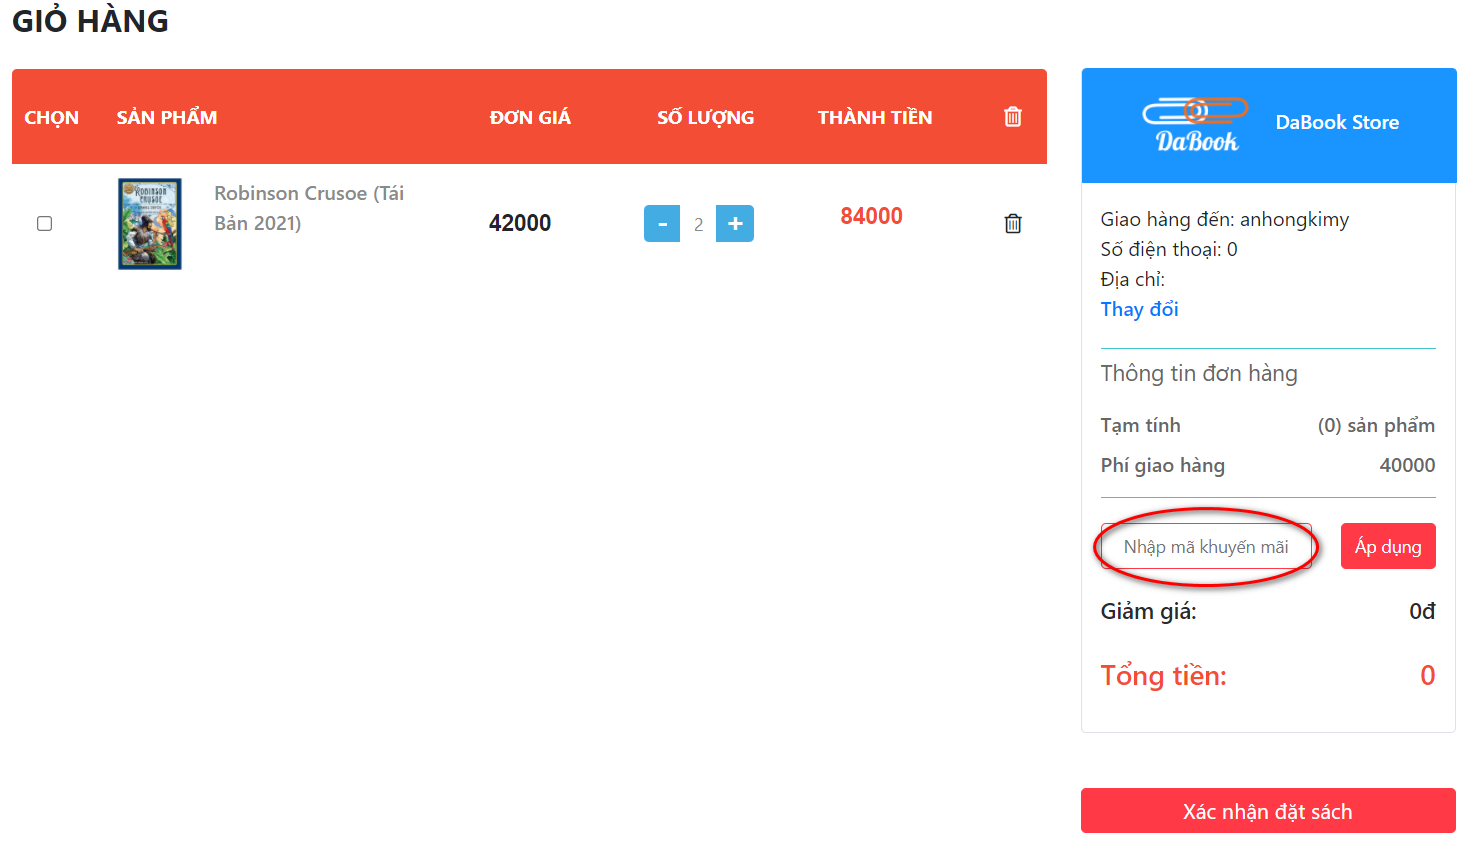 GIỎ HÀNG
CHỌN SẢN PHẨM ĐƠN GIÁ SỐ LƯỢNG THÀNH TIỀN
ROBINSON
CRUSOE
Robinson Crusoe (Tái
Bản 2021)
42000
- 2 +
84000
DaBook
DaBook Store
Giao hàng đến: anhongkimy
Số điện thoại: 0
Địa chỉ:
Thay đổi
Thông tin đơn hàng
Tạm tính (0) sản phẩm
Phí giao hàng 40000
Nhập mã khuyến mãi Áp dụng
Giảm giá: 0đ
Tổng tiền: 0
Xác nhận đặt sách